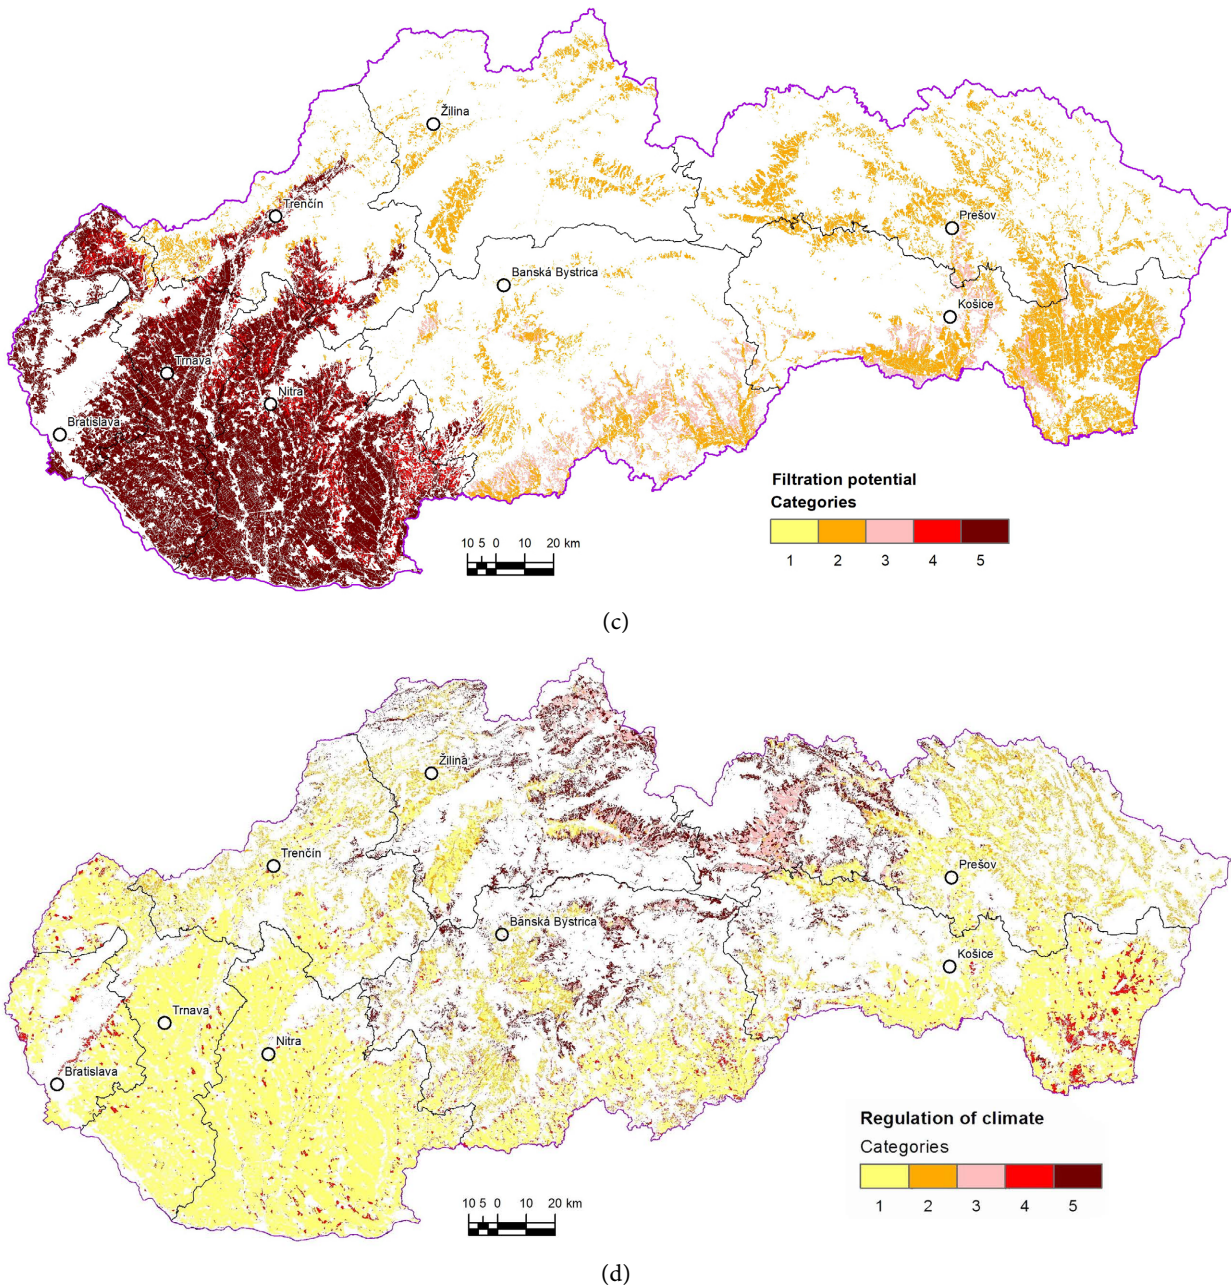 Žilina
Trenčín
Prešov
Banská Bystrica
Košice
Trnava
Nitra
Bratislava
Filtration potential
Categories
1 2 3 4 5
10 5 0 10 20 km
(c)
Žilina
Trenčín
Prešov
Banská Bystrica
Košice
Trnava
Nitra
Bratislava
Regulation of climate
Categories
1 2 3 4 5
10 5 0 10 20 km
(d)